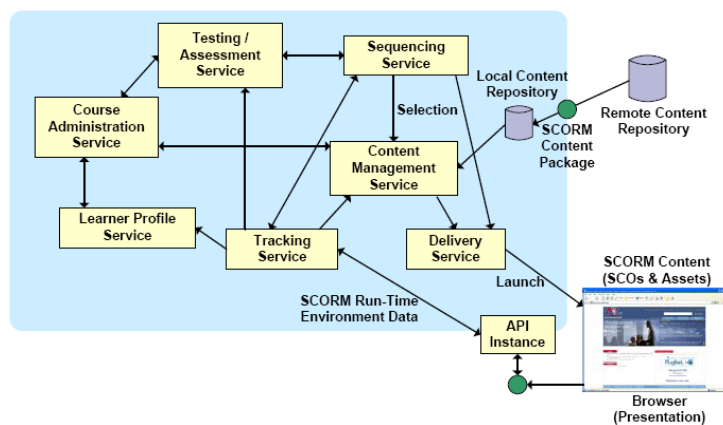 Testing /
Assessment
Service
Sequencing
Service
Local Content
Repository
Remote Content
Repository
Selection
SCORM
Content
Package
Course
Administration
Service
Content
Management
Service
Learner Profile
Service
Tracking
Service
Delivery
Service
SCORM Content
(SCOs & Assets)
Launch
SCORM Run-Time
Environment Data
API
Instance
Browser
(Presentation)